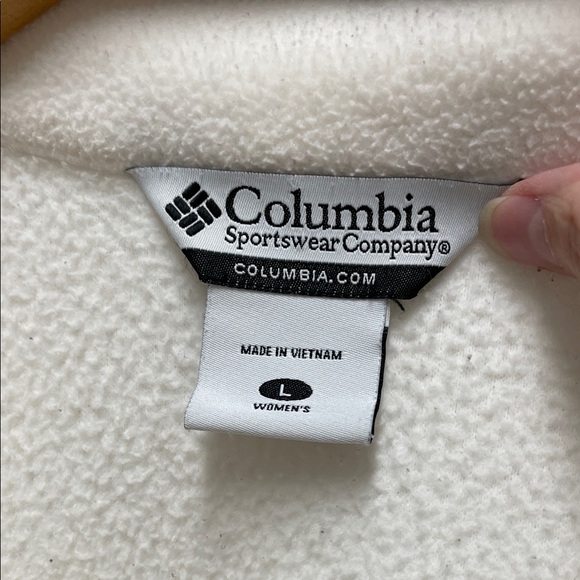 Columbia
Sportswear Company®
COLUMBIA.COM
MADE IN VIETNAM
L
WOMEN'S